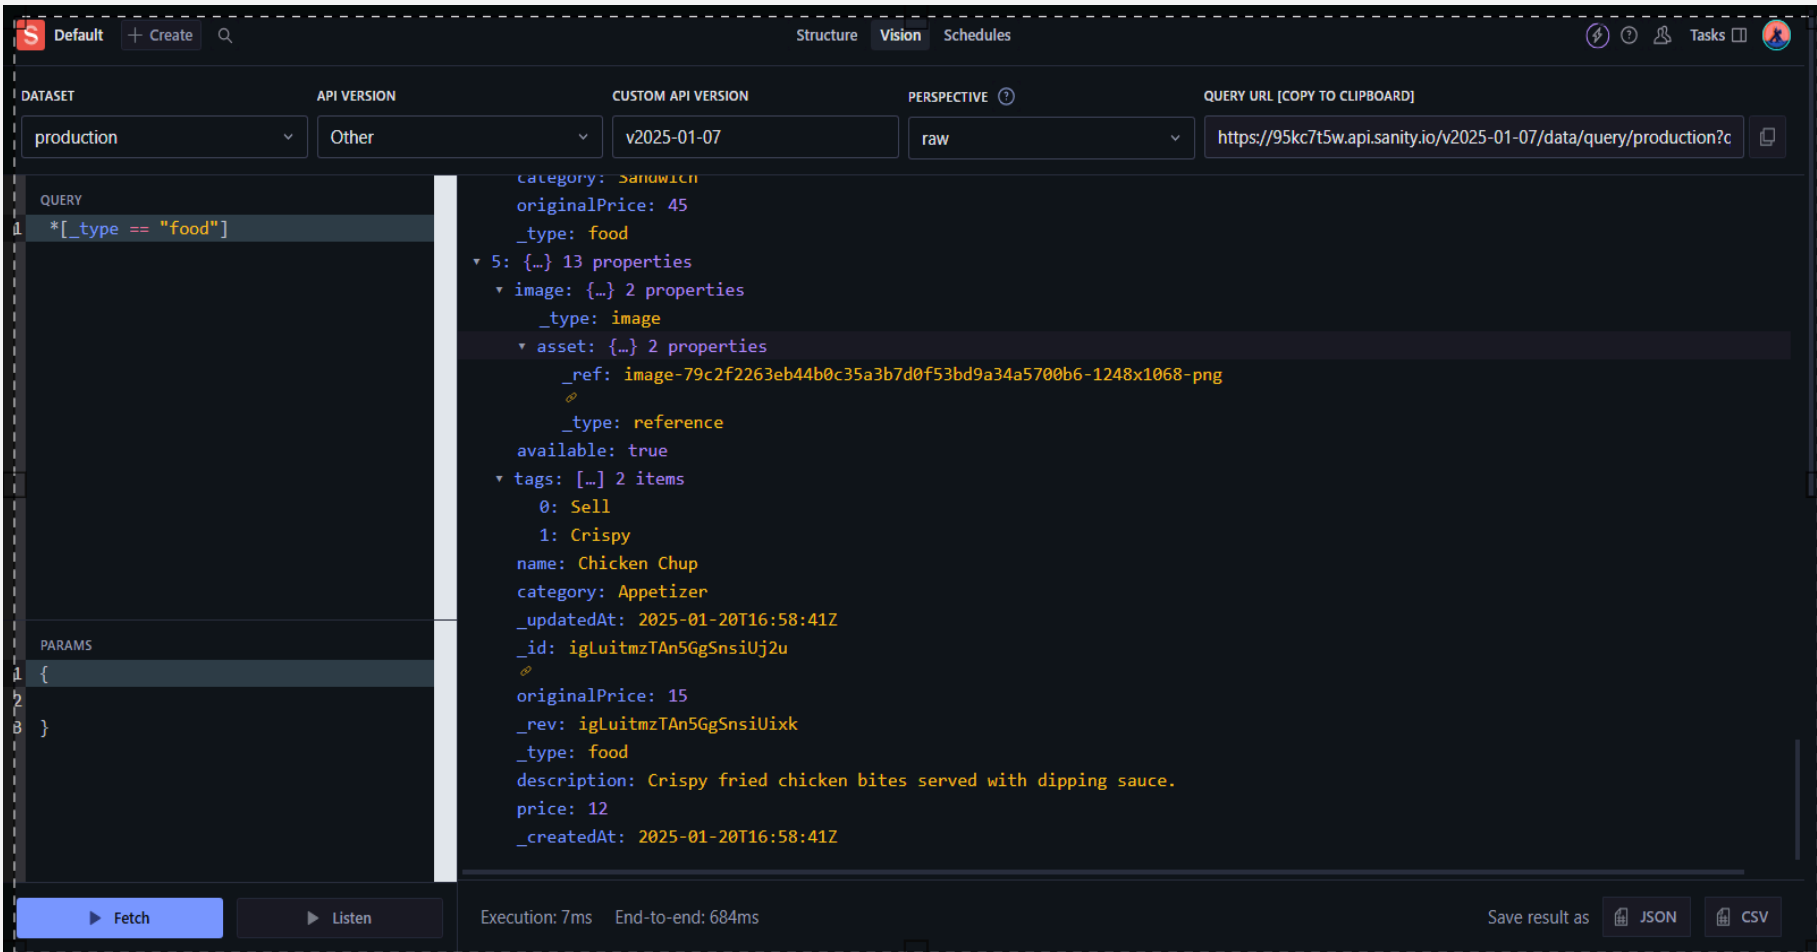 S Default + Create Structure Vision Schedules Tasks
DATASET API VERSION CUSTOM API VERSION PERSPECTIVE ? QUERY URL [COPY TO CLIPBOARD]
production Other v2025-01-07 raw https://95kc7t5w.api.sanity.io/v2025-01-07/data/query/production?c
QUERY
1 *[_type == "food"]
PARAMS
1 {
2
3 }
category: Sandwich
originalPrice: 45
_type: food
5: {…} 13 properties
image: {…} 2 properties
_type: image
asset: {…} 2 properties
_ref: image-79c2f2263eb44b0c35a3b7d0f53bd9a34a5700b6-1248x1068-png
_type: reference
available: true
tags: […] 2 items
0: Sell
1: Crispy
name: Chicken Chup
category: Appetizer
_updatedAt: 2025-01-20T16:58:41Z
_id: igLuitmzTAn5GgSnsiUj2u
originalPrice: 15
_rev: igLuitmzTAn5GgSnsiUixk
_type: food
description: Crispy fried chicken bites served with dipping sauce.
price: 12
_createdAt: 2025-01-20T16:58:41Z
Fetch Listen Execution: 7ms End-to-end: 684ms Save result as JSON CSV